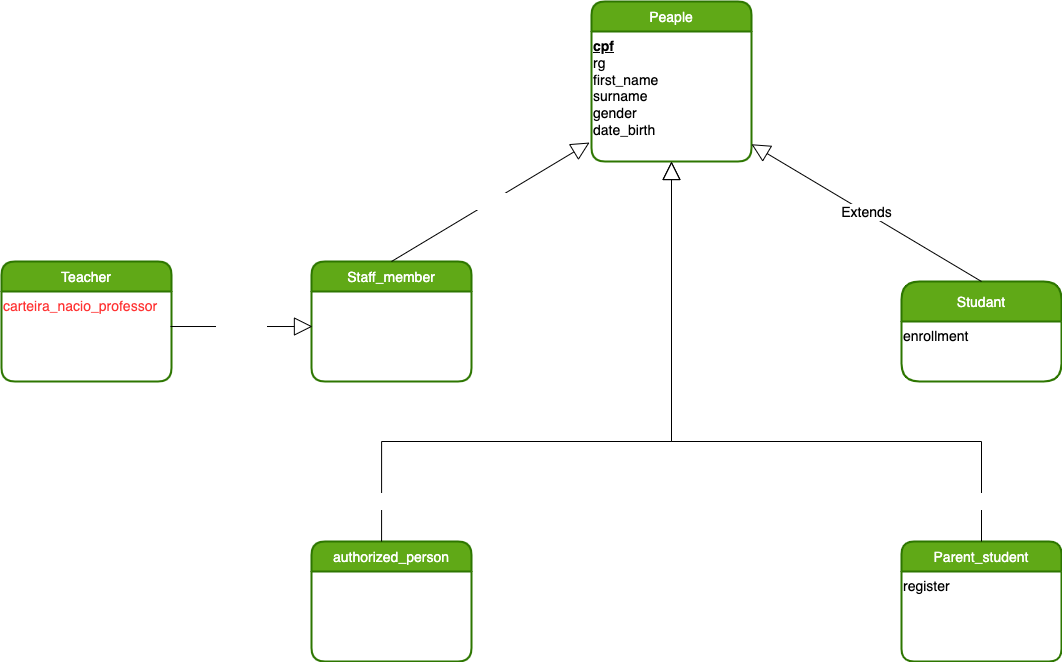 Peaple
cpf
rg
first_name
surname
gender
date_birth
Extends
Teacher
carteira_nacio_professor
Staff_member
Studant
enrollment
authorized_person
Parent_student
register